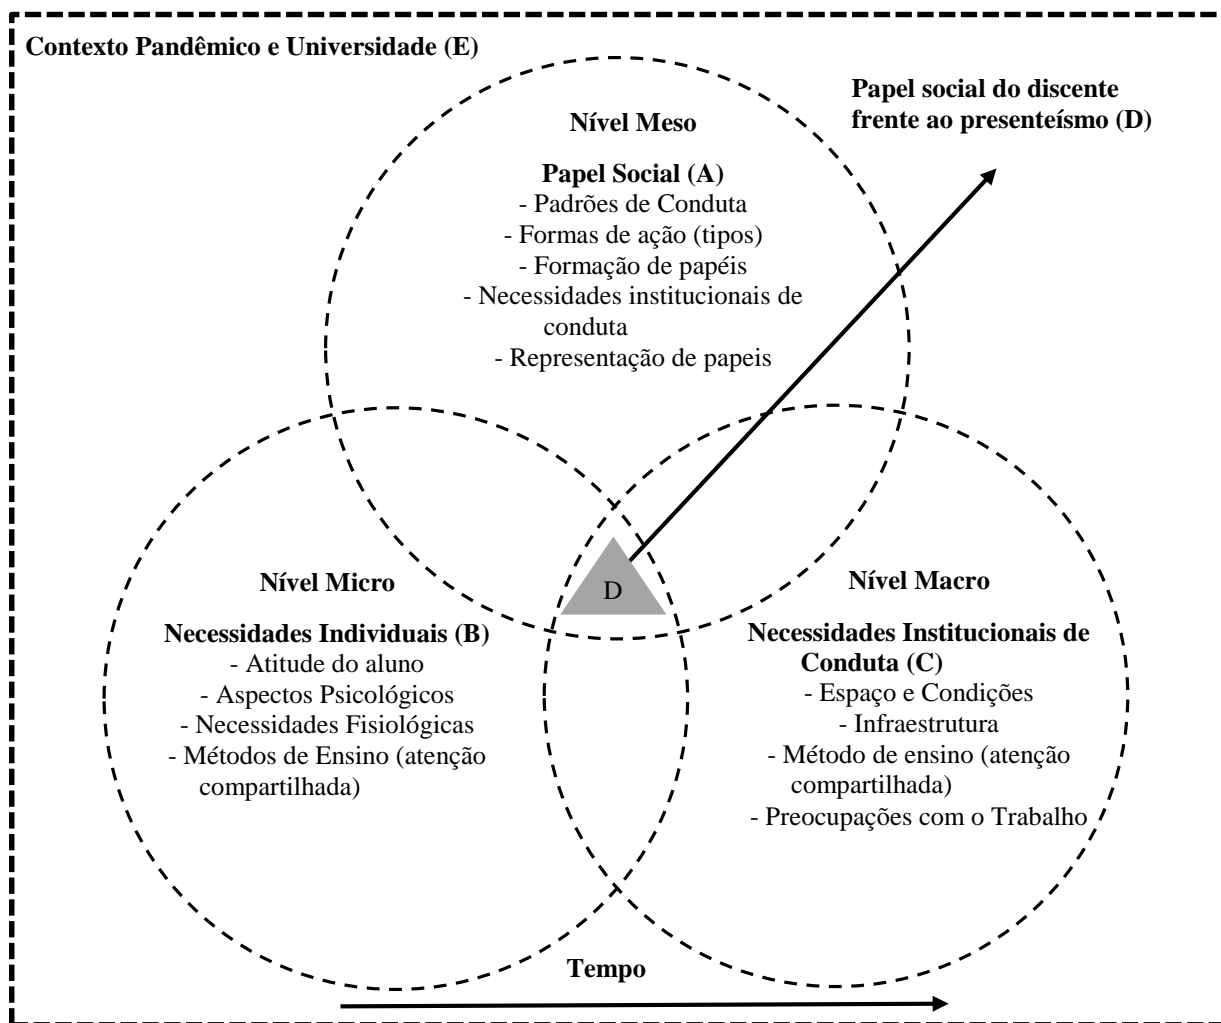 Contexto Pandêmico e Universidade (E)
Papel social do discente
frente ao presenteísmo (D)
Nível Meso
Papel Social (A)
- Padrões de Conduta
- Formas de ação (tipos)
- Formação de papéis
- Necessidades institucionais de
conduta
- Representação de papeis
D
Nível Micro
Necessidades Individuais (B)
- Atitude do aluno
- Aspectos Psicológicos
- Necessidades Fisiológicas
- Métodos de Ensino (atenção
compartilhada)
Nível Macro
Necessidades Institucionais de
Conduta (C)
- Espaço e Condições
- Infraestrutura
- Método de ensino (atenção
compartilhada)
- Preocupações com o Trabalho
Tempo